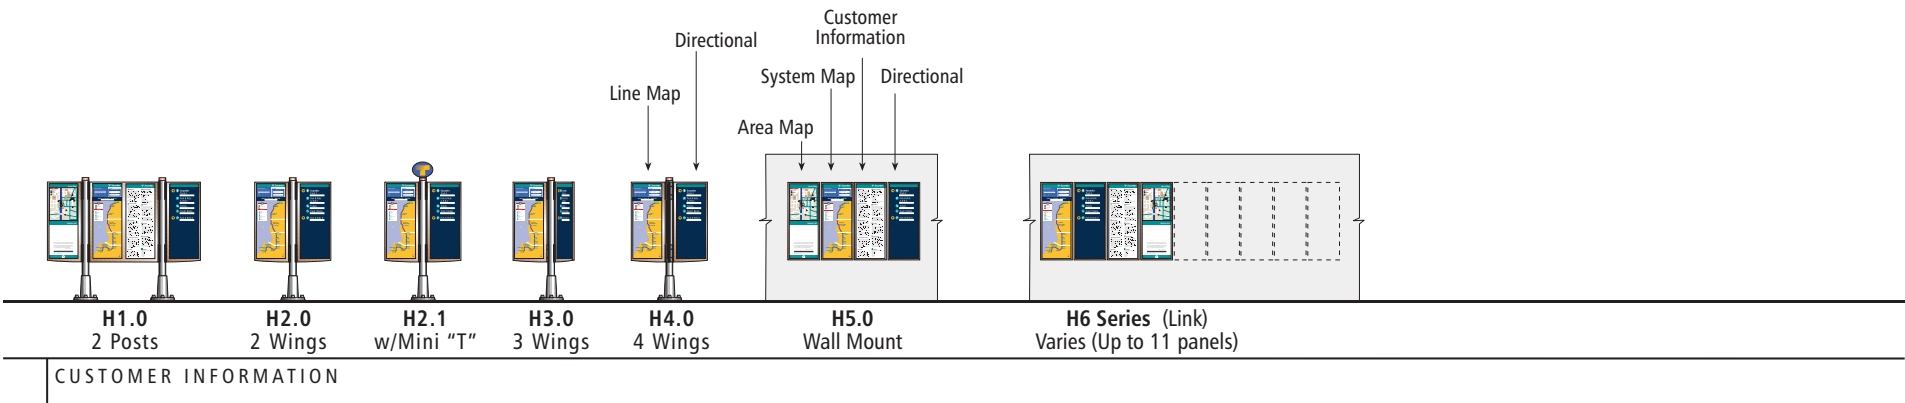 Customer
Information
Directional
System Map
Directional
Line Map
Area Map
T
H1.0
2 Posts
H2.0
2 Wings
H2.1
w/Mini “T”
H3.0
3 Wings
H4.0
4 Wings
H5.0
Wall Mount
H6 Series (Link)
Varies (Up to 11 panels)
CUSTOMER INFORMATION